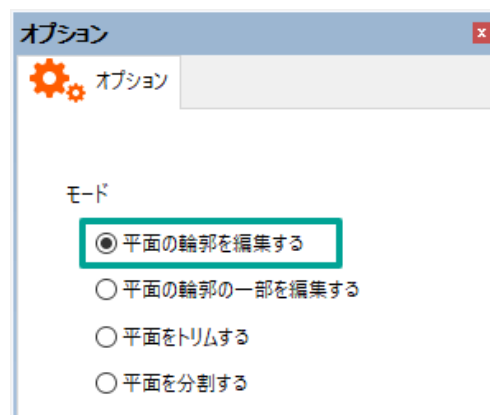 オプション
オプション
モード
平面の輪郭を編集する
平面の輪郭の一部を編集する
平面をトリムする
平面を分割する